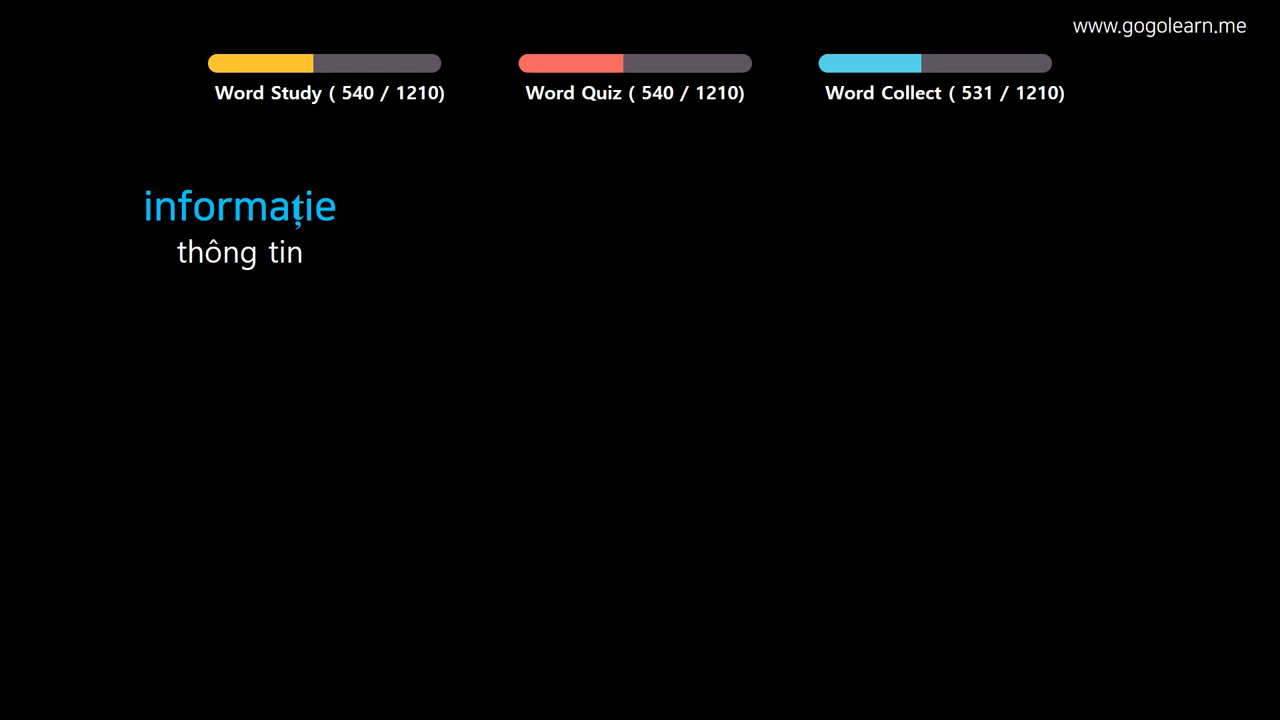 www.gogolearn.me
Word Study ( 540 / 1210)
Word Quiz ( 540 / 1210)
Word Collect ( 531 / 1210)
informație
thông tin